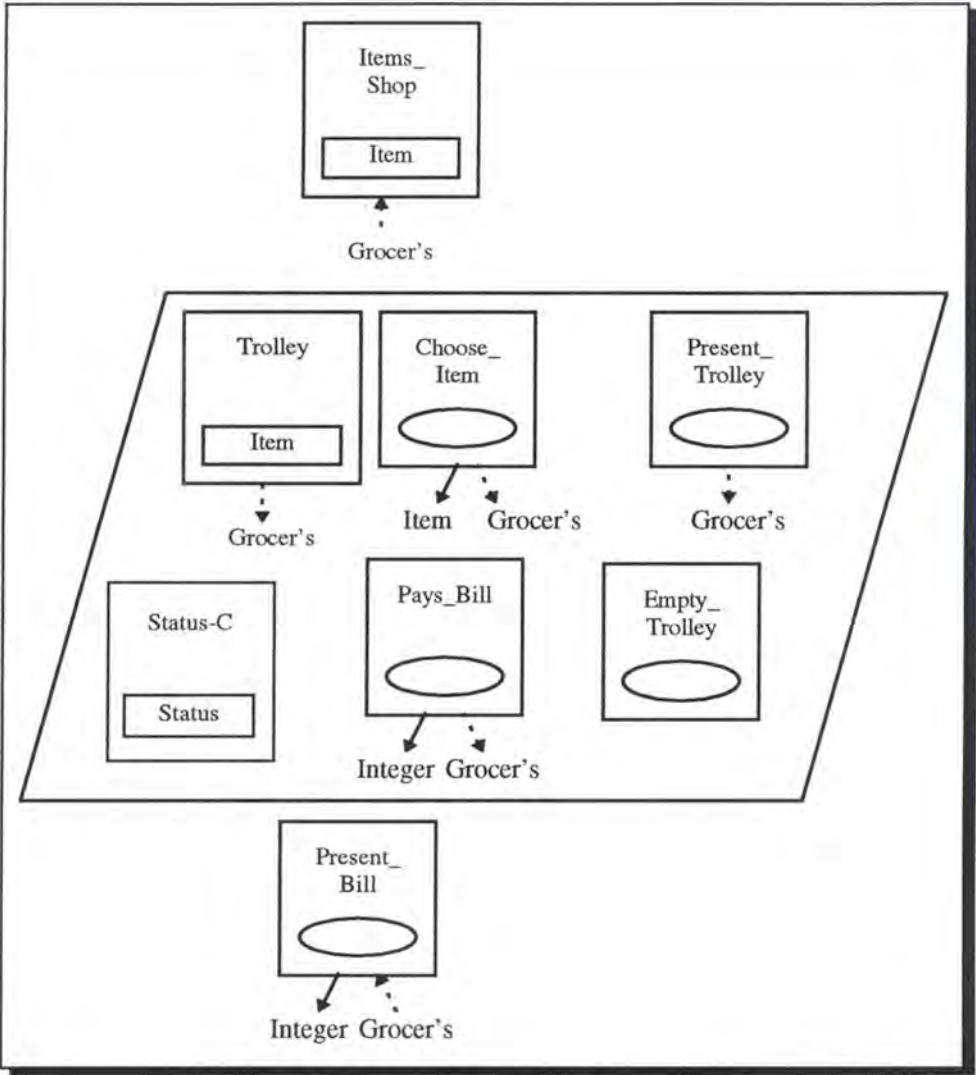 Items_
Shop
Item
Grocer's
Trolley
Item
Grocer's
Choose_
Item
Item Grocer's
Present_
Trolley
Grocer's
Status-C
Status
Pays_Bill
Integer Grocer's
Empty_
Trolley
Present_
Bill
Integer Grocer's